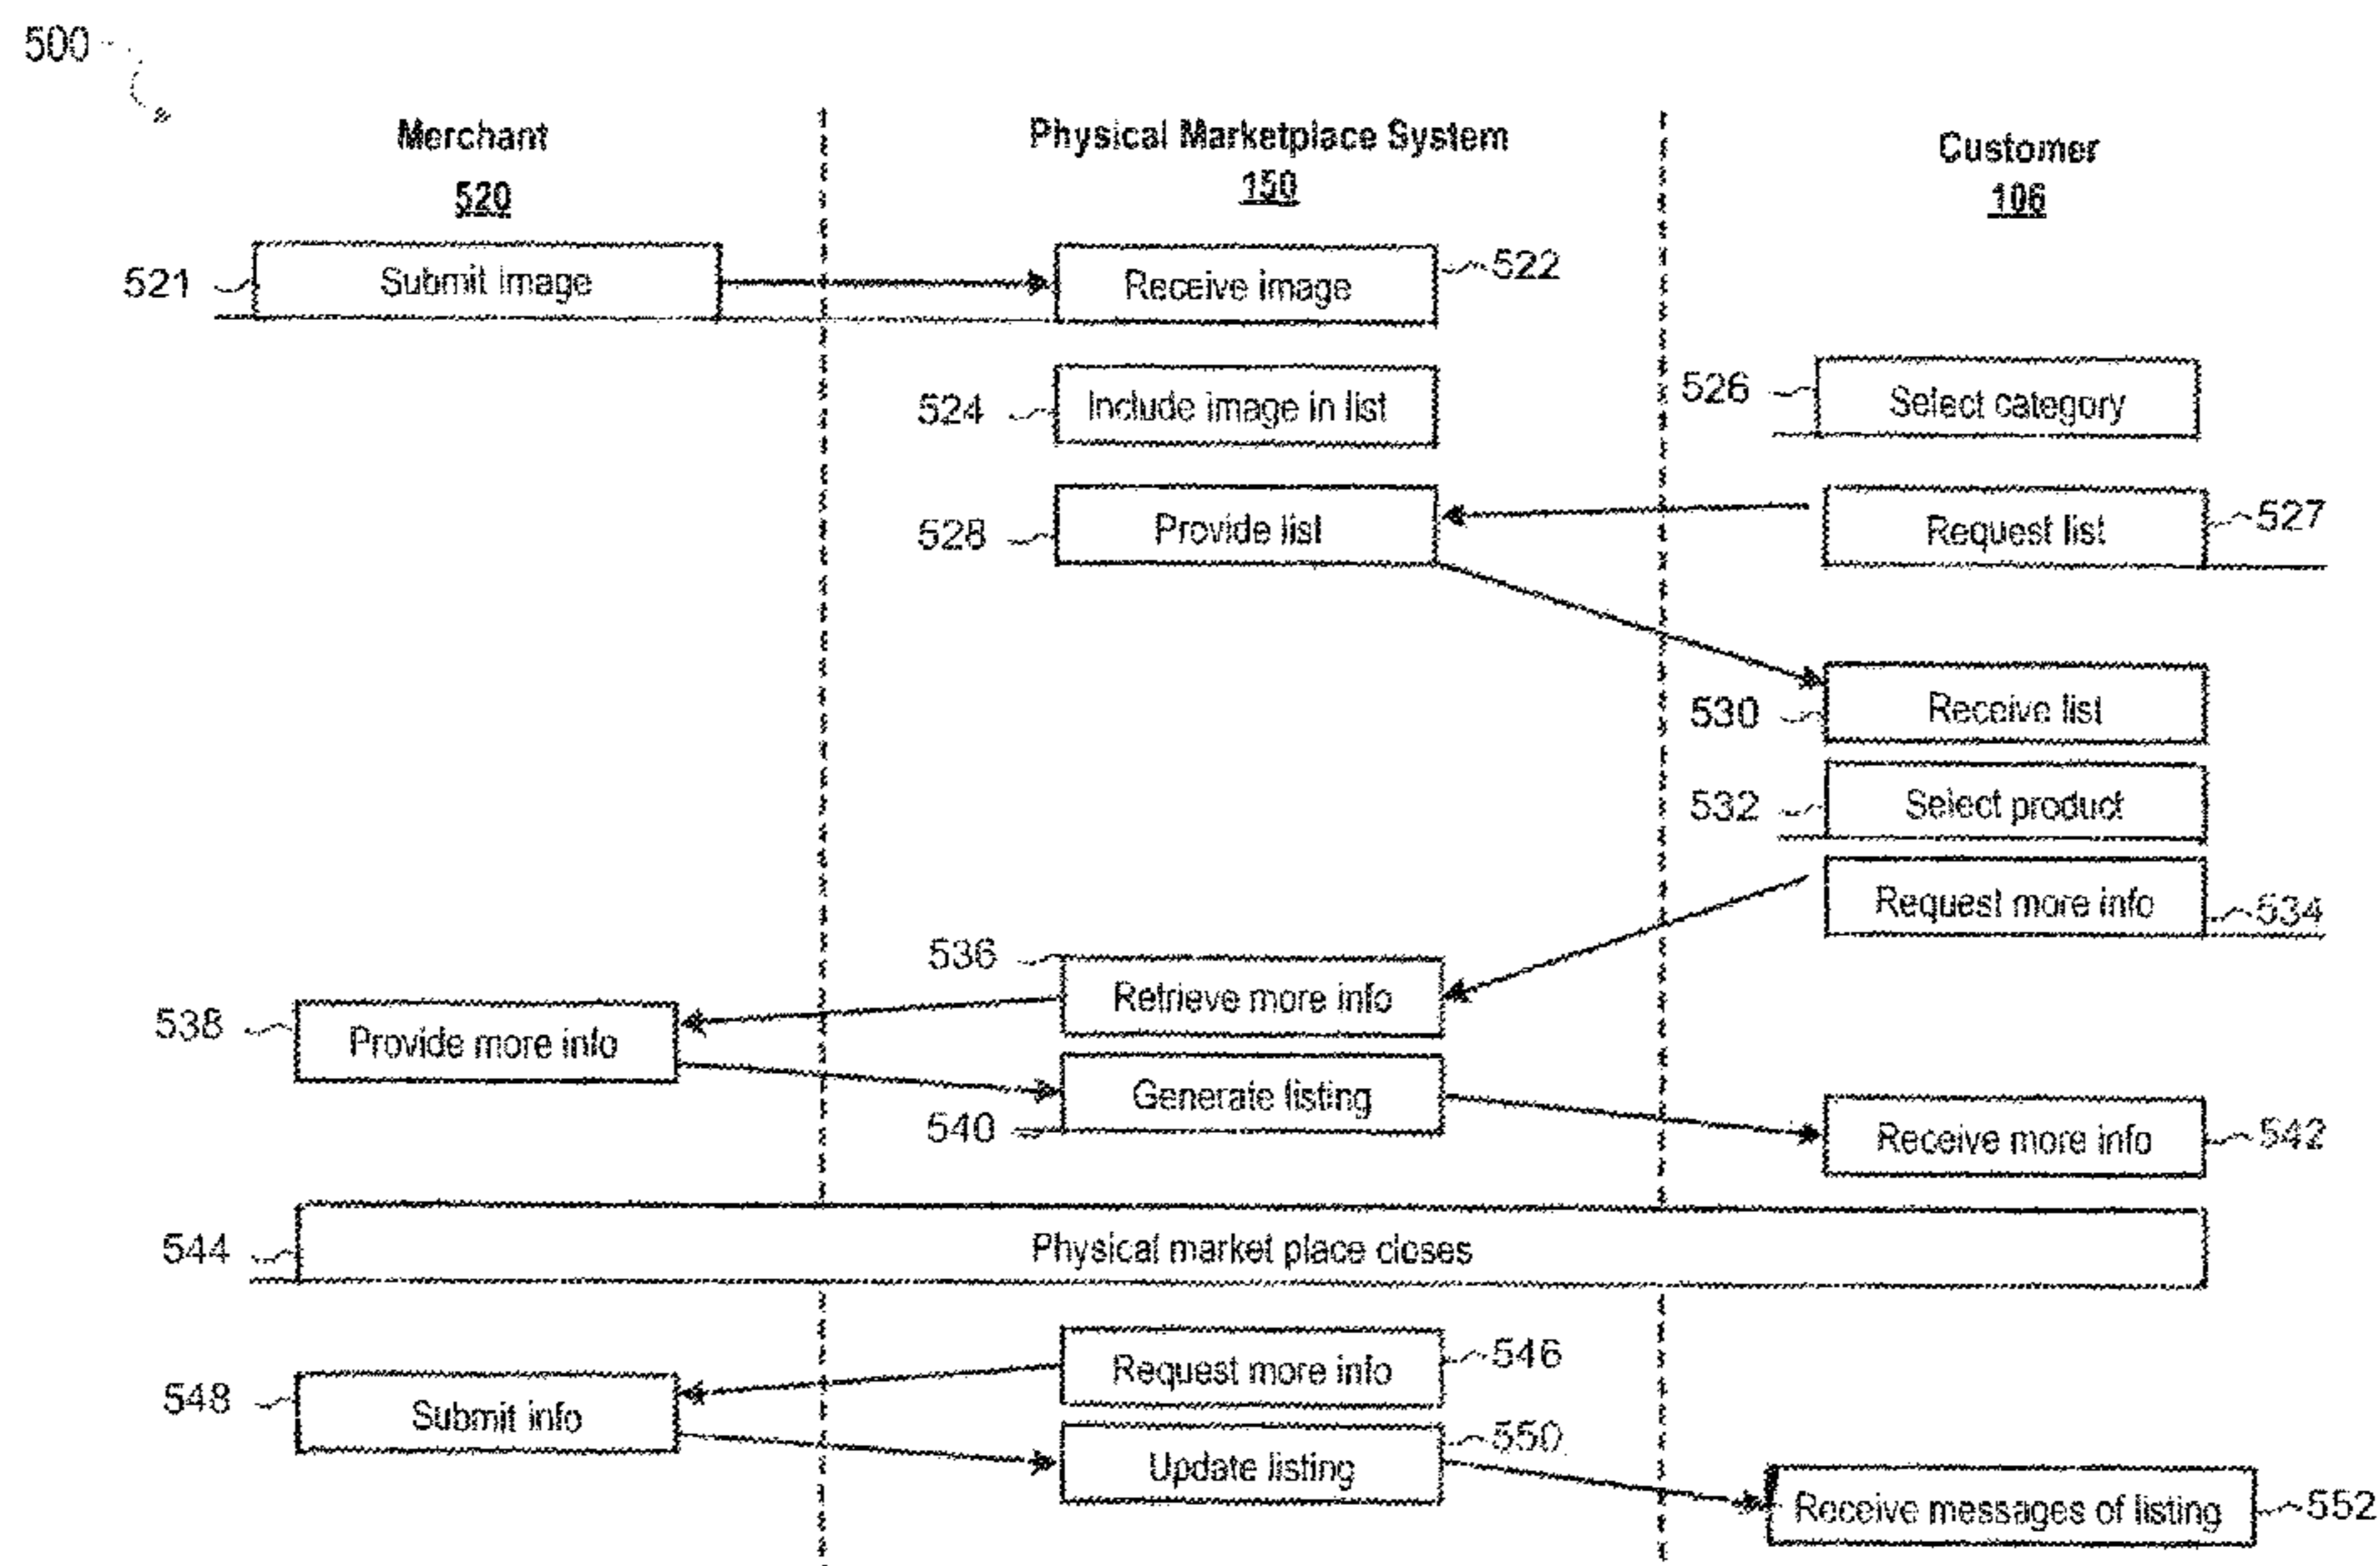 500
Merchant
520
Physical Marketplace System
150
Customer
106
521
Submit image
Receive image
522
524
Include image in list
526
Select category
528
Provide list
Request list
527
530
Receive list
532
Select product
Request more info
534
536
Retrieve more info
538
Provide more info
Generate listing
540
Receive more info
542
544
Physical market place closes
Request more info
546
548
Submit info
Update listing
550
Receive messages of listing
552